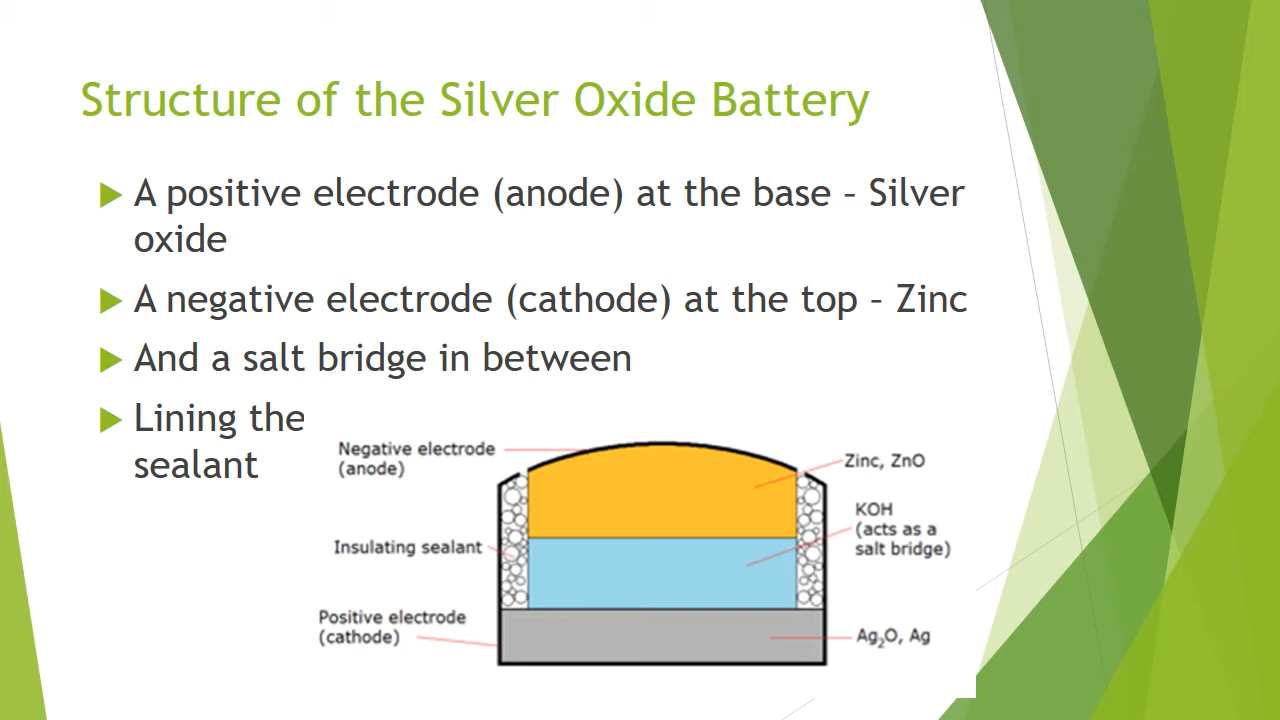 Structure of the Silver Oxide Battery
A positive electrode (anode) at the base – Silver
oxide
A negative electrode (cathode) at the top – Zinc
And a salt bridge in between
Lining the
sealant
Negative electrode
(anode)
Zinc, ZnO
KOH
(acts as a
salt bridge)
Insulating sealant
Positive electrode
(cathode)
Ag₂O, Ag